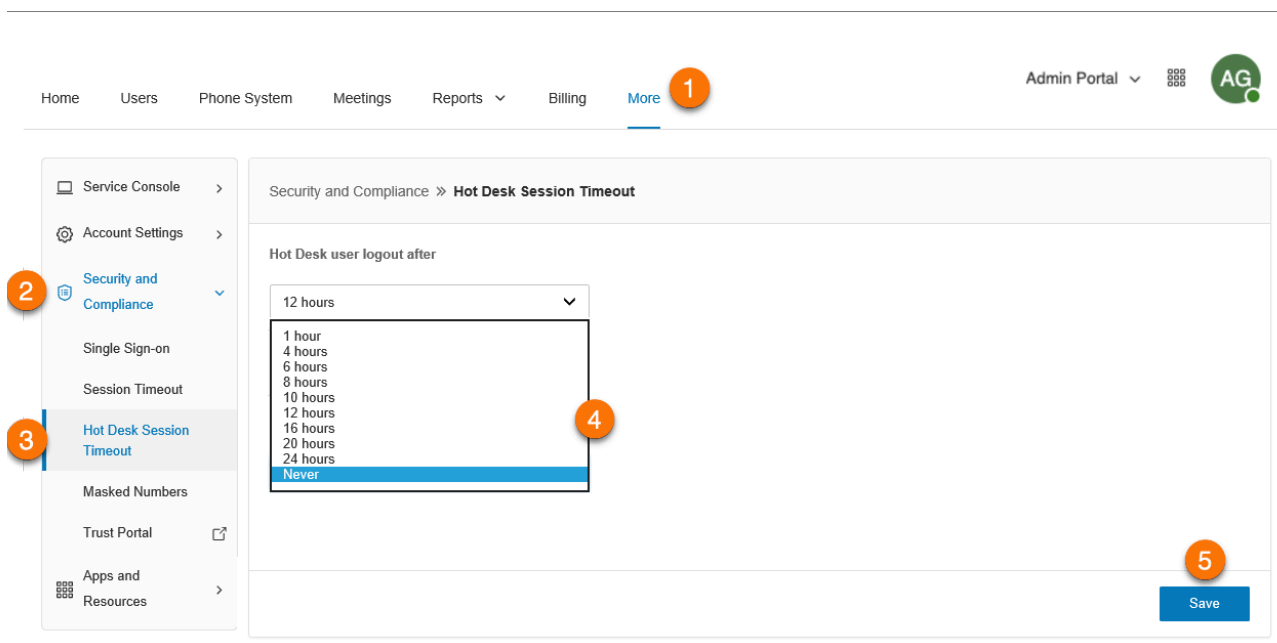 Admin Portal
AG
Home Users Phone System Meetings Reports Billing More 1
Service Console
Account Settings
2
Security and
Compliance
Single Sign-on
Session Timeout
3
Hot Desk Session
Timeout
Masked Numbers
Trust Portal
Apps and
Resources
Security and Compliance » Hot Desk Session Timeout
Hot Desk user logout after
12 hours
1 hour
4 hours
6 hours
8 hours
10 hours
12 hours
16 hours
20 hours
24 hours
Never
4
5
Save